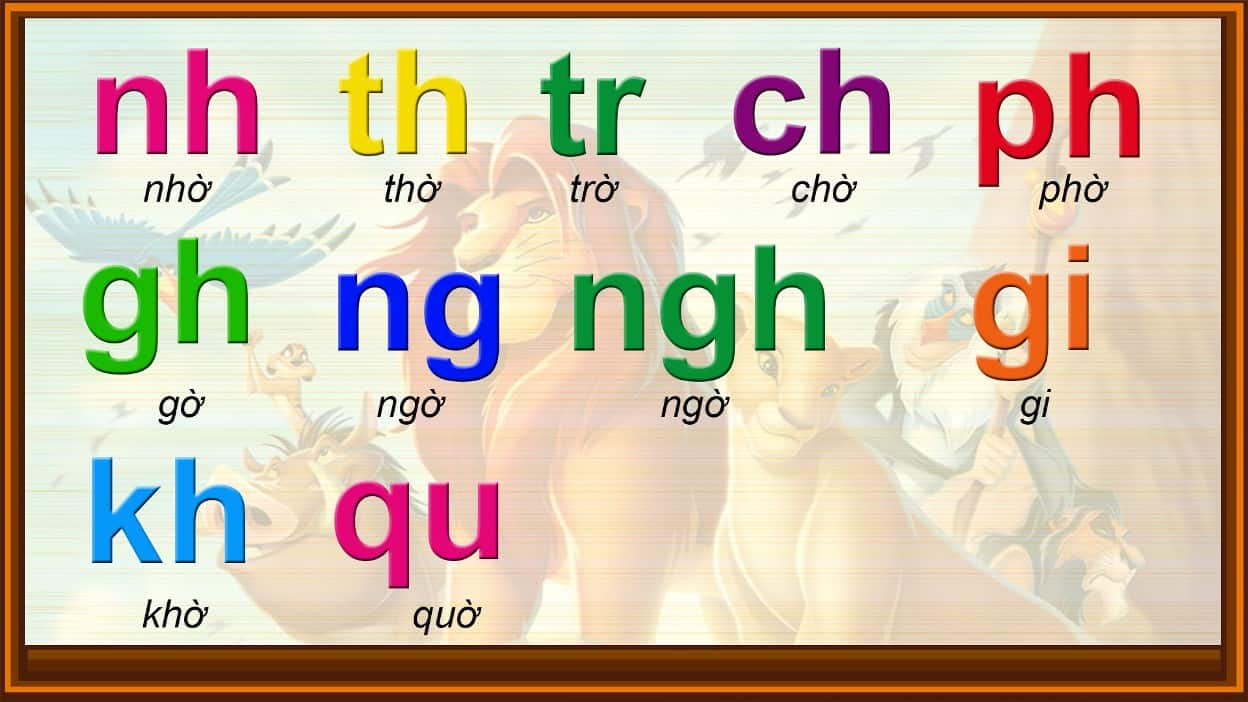 nh th tr ch ph
nhờ thờ trờ chờ phờ
gh ng ngh gi
gờ ngờ ngờ gi
kh qu
khờ quờ